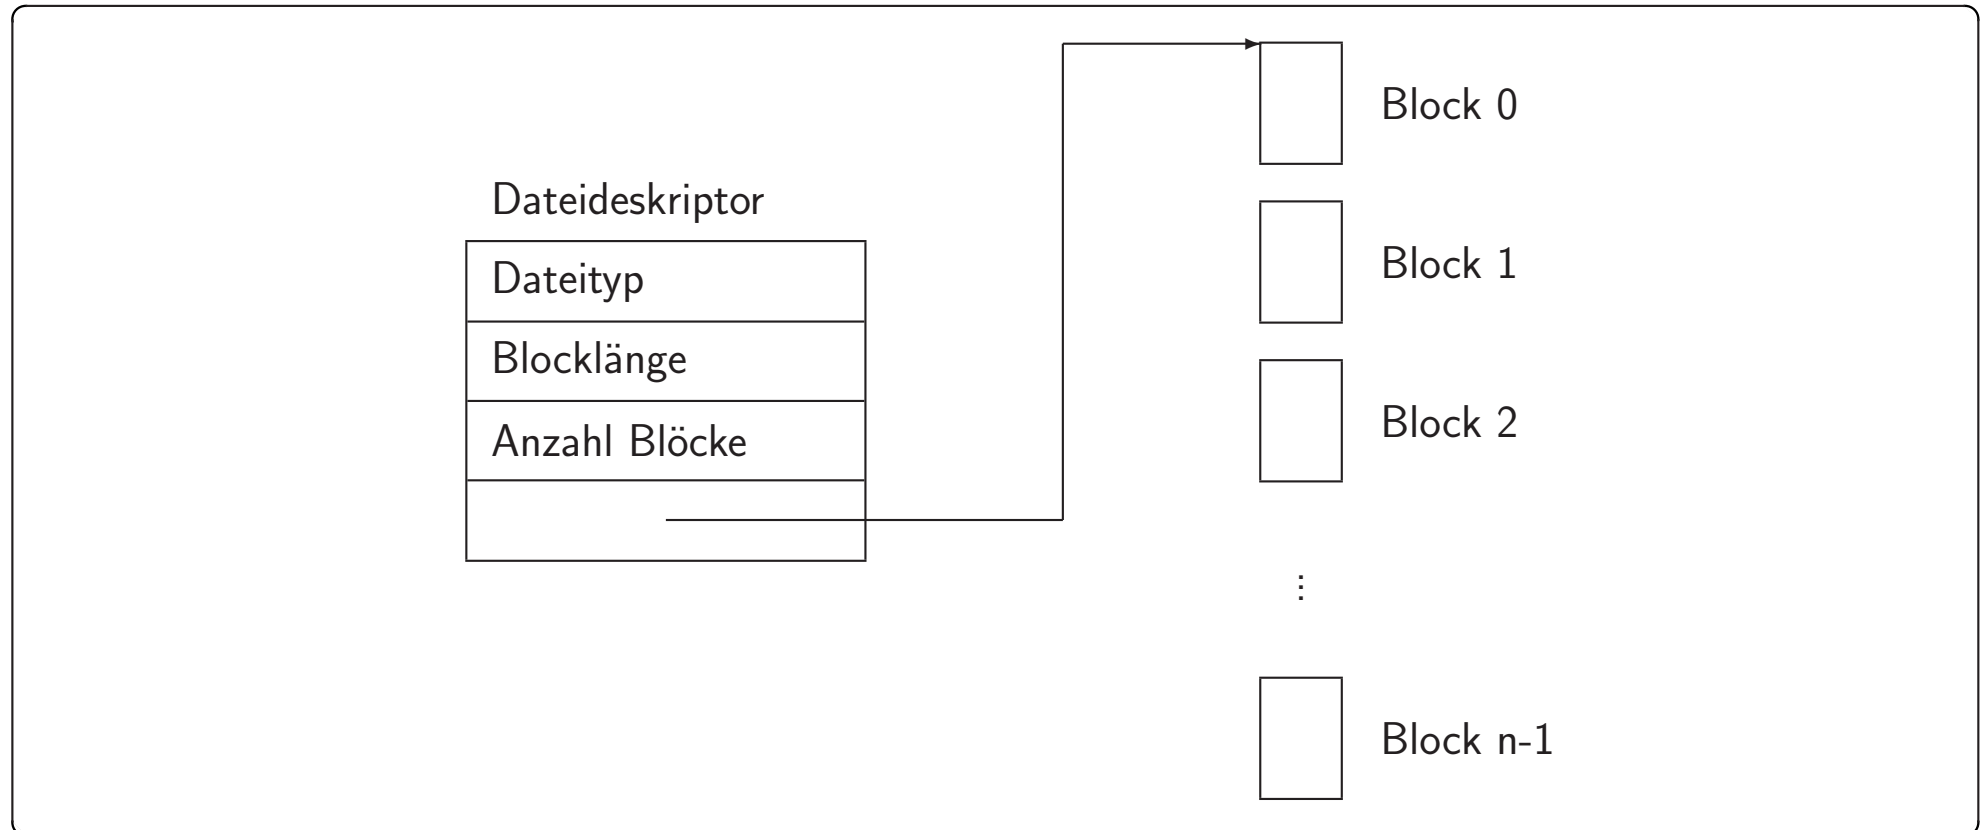 Dateideskriptor
Dateityp
Blocklänge
Anzahl Blöcke
Block 0
Block 1
Block 2
⋮
Block n-1